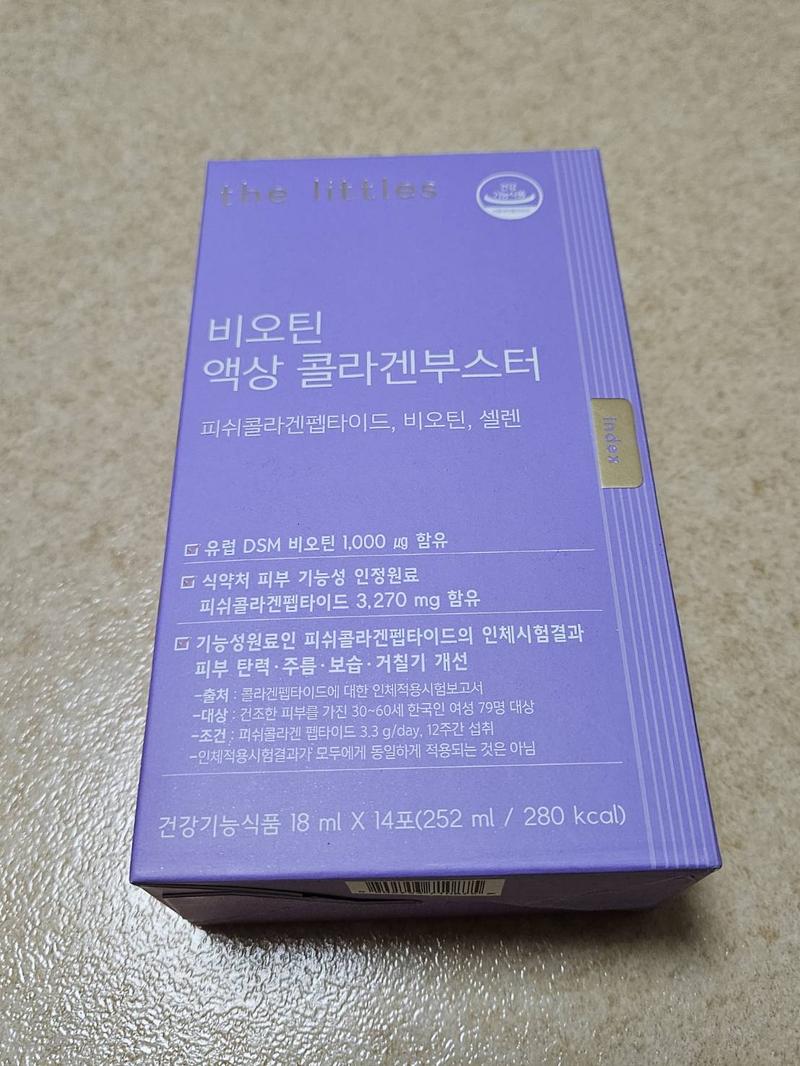 the littles
건강
기능식품
비오틴
액상 콜라겐부스터
피쉬콜라겐펩타이드, 비오틴, 셀렌
index
유럽 DSM 비오틴 1,000 ㎍ 함유
식약처 피부 기능성 인정원료
피쉬콜라겐펩타이드 3,270 mg 함유
기능성원료인 피쉬콜라겐펩타이드의 인체시험결과
피부 탄력·주름·보습·거칠기 개선
-출처 : 콜라겐펩타이드에 대한 인체적용시험보고서
-대상 : 건조한 피부를 가진 30~60세 한국인 여성 79명 대상
-조건 : 피쉬콜라겐 펩타이드 3.3 g/day, 12주간 섭취
-인체적용시험결과가 모두에게 동일하게 적용되는 것은 아님
건강기능식품 18 ml X 14포(252 ml / 280 kcal)